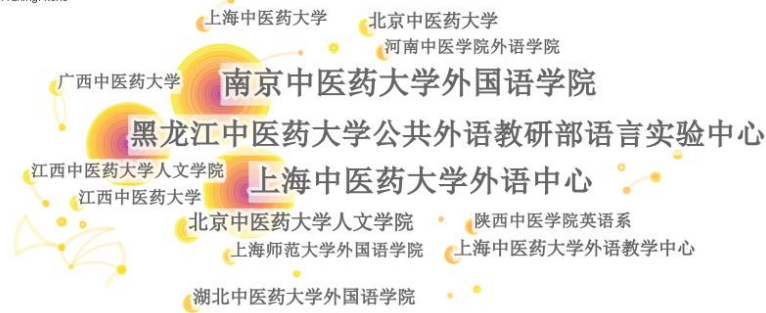 上海中医药大学
北京中医药大学
河南中医学院外语学院
广西中医药大学
南京中医药大学外国语学院
黑龙江中医药大学公共外语教研部语言实验中心
江西中医药大学人文学院
上海中医药大学外语中心
江西中医药大学
北京中医药大学人文学院
陕西中医学院英语系
上海师范大学外国语学院
上海中医药大学外语教学中心
湖北中医药大学外国语学院